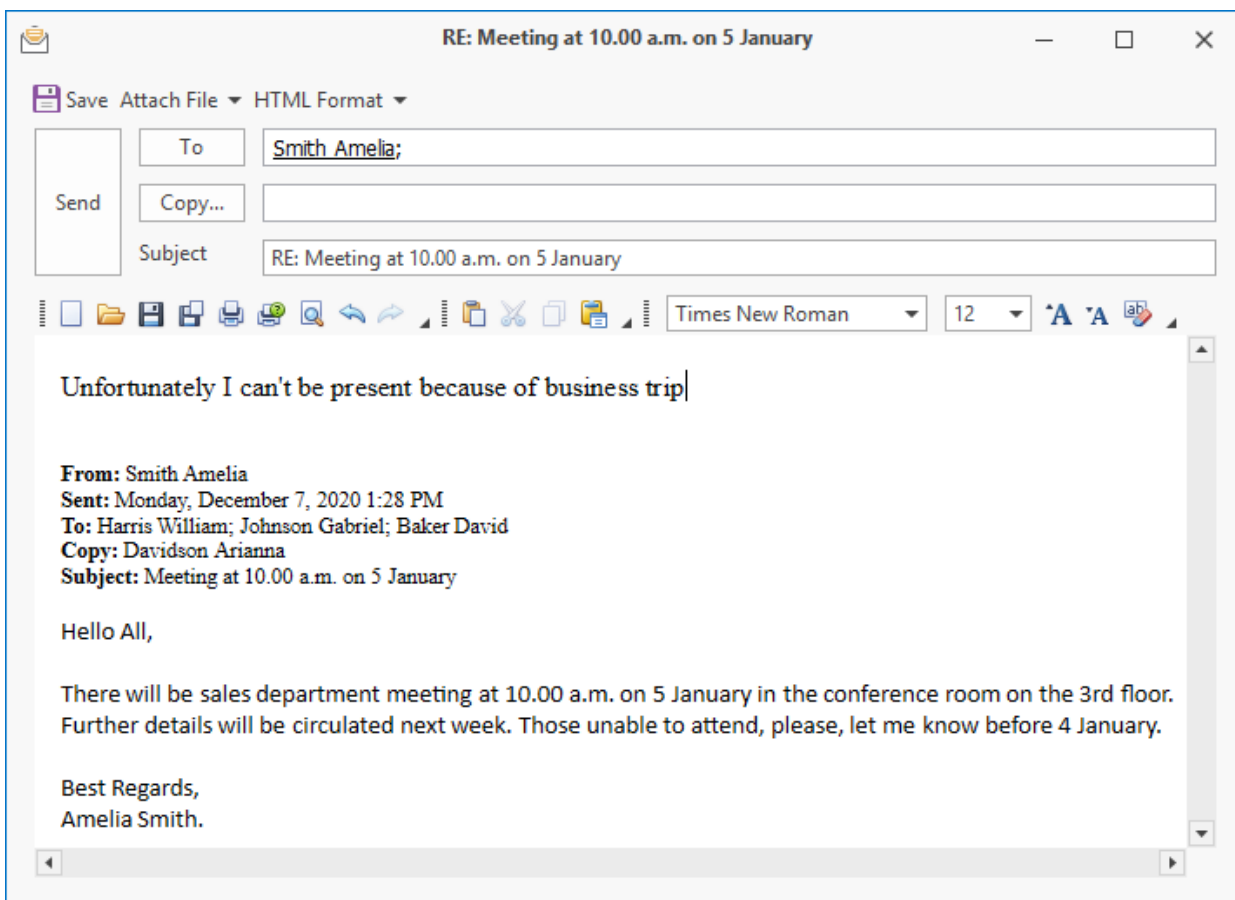 RE: Meeting at 10.00 a.m. on 5 January
Save Attach File HTML Format
To Smith Amelia;
Send Copy...
Subject RE: Meeting at 10.00 a.m. on 5 January
Times New Roman 12 A A ab
Unfortunately I can't be present because of business trip
From: Smith Amelia
Sent: Monday, December 7, 2020 1:28 PM
To: Harris William; Johnson Gabriel; Baker David
Copy: Davidson Arianna
Subject: Meeting at 10.00 a.m. on 5 January
Hello All,
There will be sales department meeting at 10.00 a.m. on 5 January in the conference room on the 3rd floor.
Further details will be circulated next week. Those unable to attend, please, let me know before 4 January.
Best Regards,
Amelia Smith.